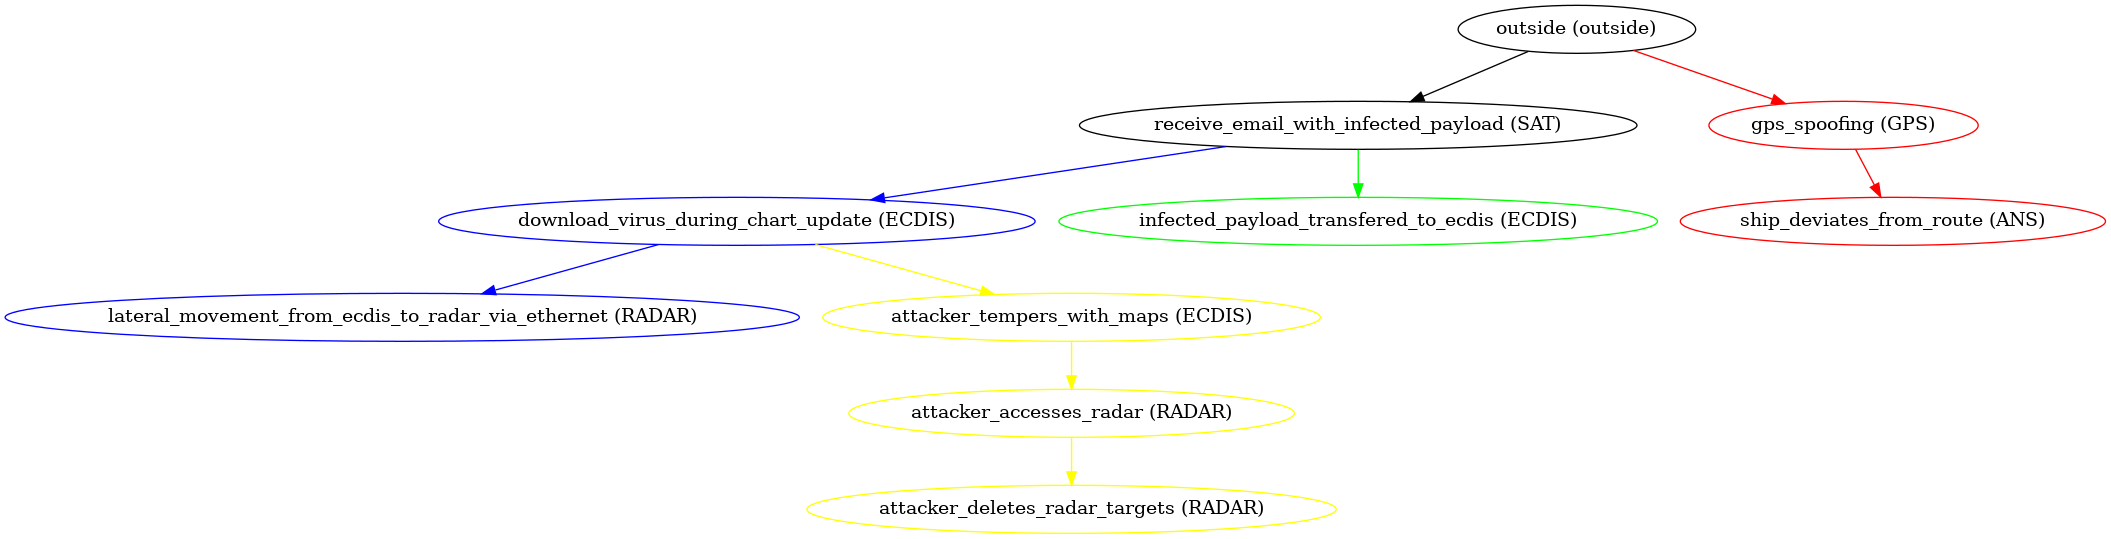 outside (outside)
receive_email_with_infected_payload (SAT)
gps_spoofing (GPS)
download_virus_during_chart_update (ECDIS)
infected_payload_transfered_to_ecdis (ECDIS)
ship_deviates_from_route (ANS)
lateral_movement_from_ecdis_to_radar_via_ethernet (RADAR)
attacker_tempers_with_maps (ECDIS)
attacker_accesses_radar (RADAR)
attacker_deletes_radar_targets (RADAR)